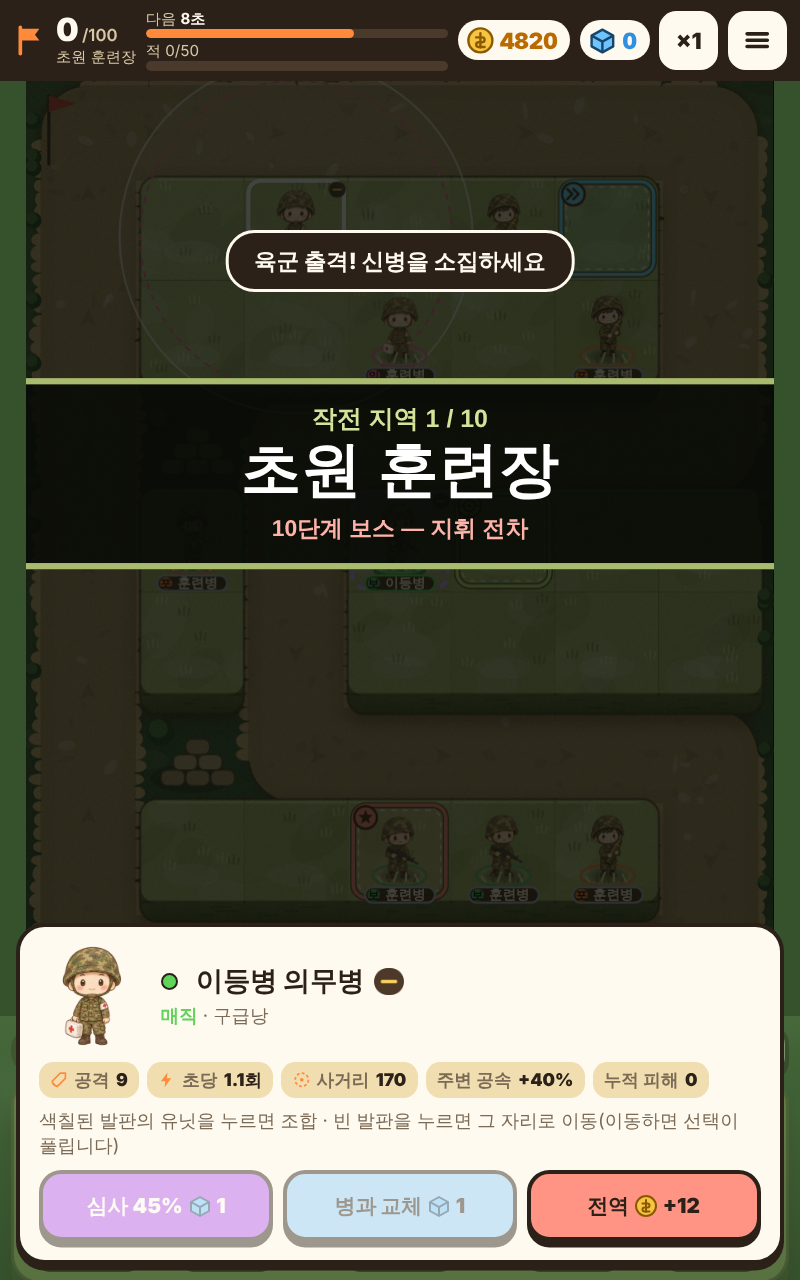 0 /100
초원 훈련장
다음 8초
적 0/50
4820
0
×1
육군 출격! 신병을 소집하세요
훈련병
훈련병
작전 지역 1 / 10
초원 훈련장
10단계 보스 — 지휘 전차
훈련병
이등병
훈련병
훈련병
훈련병
이등병 의무병
매직 · 구급낭
공격 9
초당 1.1회
사거리 170
주변 공속 +40%
누적 피해 0
색칠된 발판의 유닛을 누르면 조합 · 빈 발판을 누르면 그 자리로 이동(이동하면 선택이
풀립니다)
심사 45% 1
병과 교체 1
전역 +12